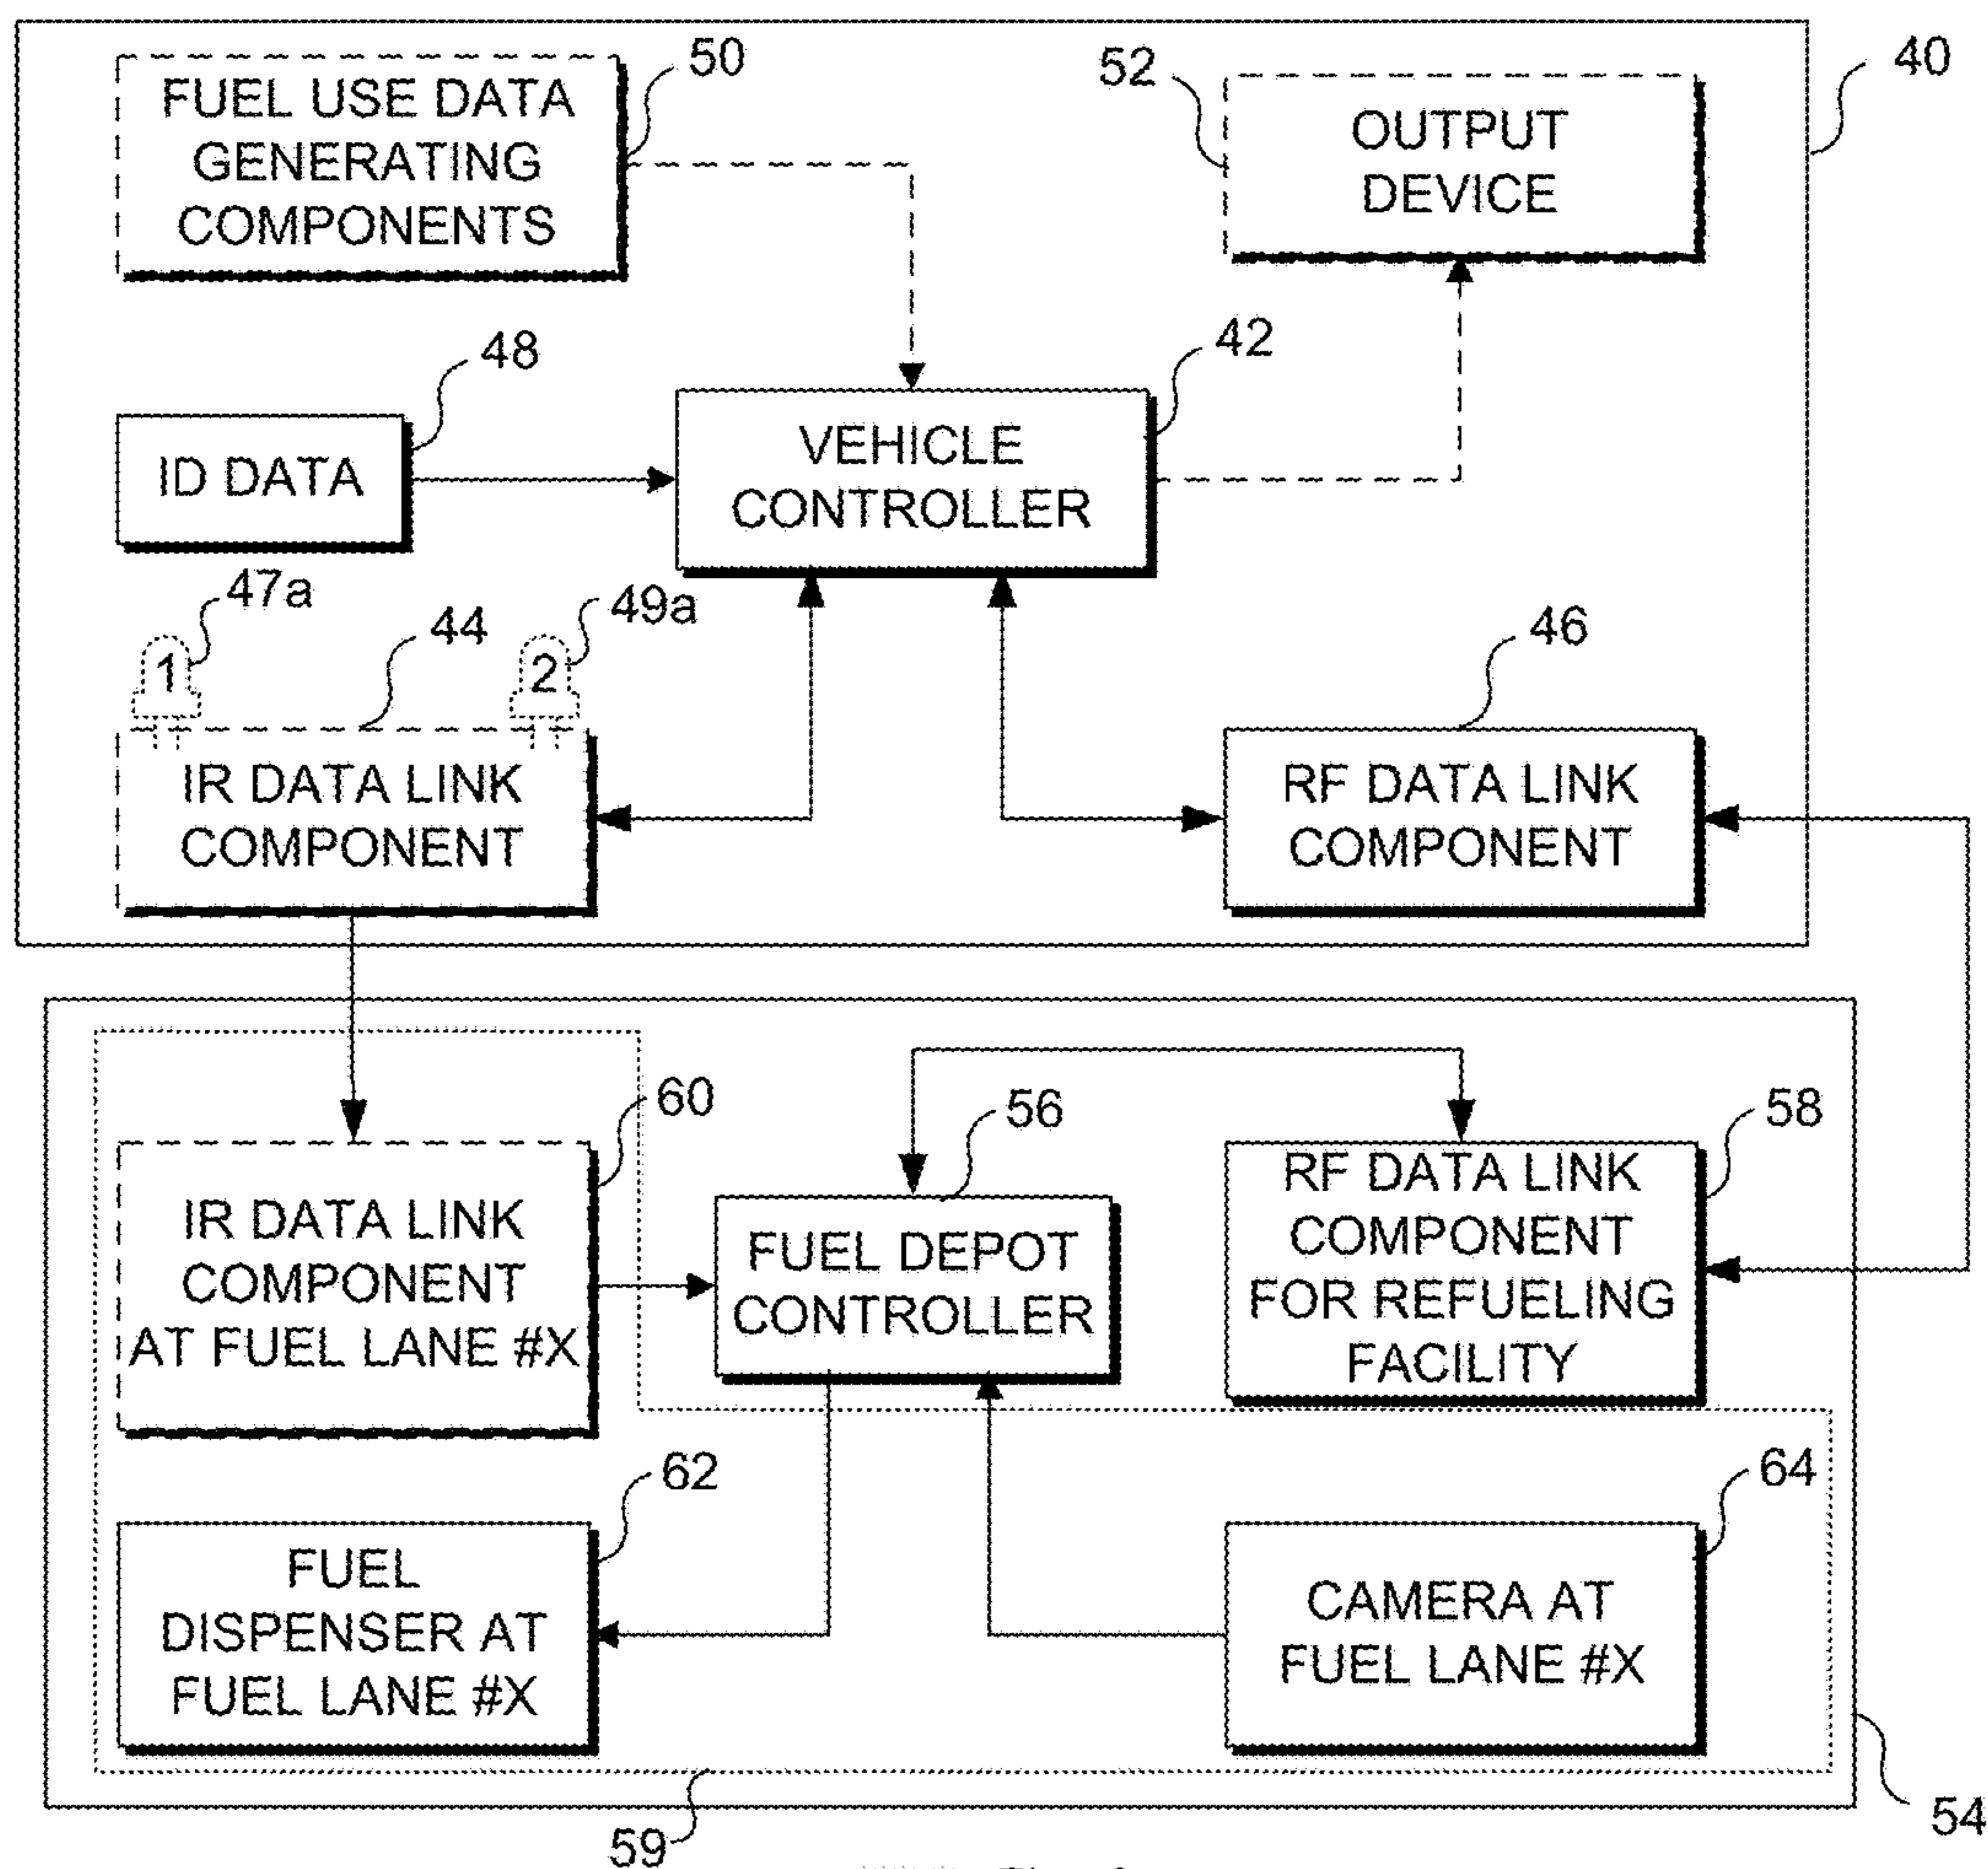 50
52
40
FUEL USE DATA
GENERATING
COMPONENTS
OUTPUT
DEVICE
48
42
ID DATA
VEHICLE
CONTROLLER
47a
49a
44
46
1
2
IR DATA LINK
COMPONENT
RF DATA LINK
COMPONENT
60
56
58
IR DATA LINK
COMPONENT
AT FUEL LANE #X
FUEL DEPOT
CONTROLLER
RF DATA LINK
COMPONENT
FOR REFUELING
FACILITY
62
64
FUEL
DISPENSER AT
FUEL LANE #X
CAMERA AT
FUEL LANE #X
59
54